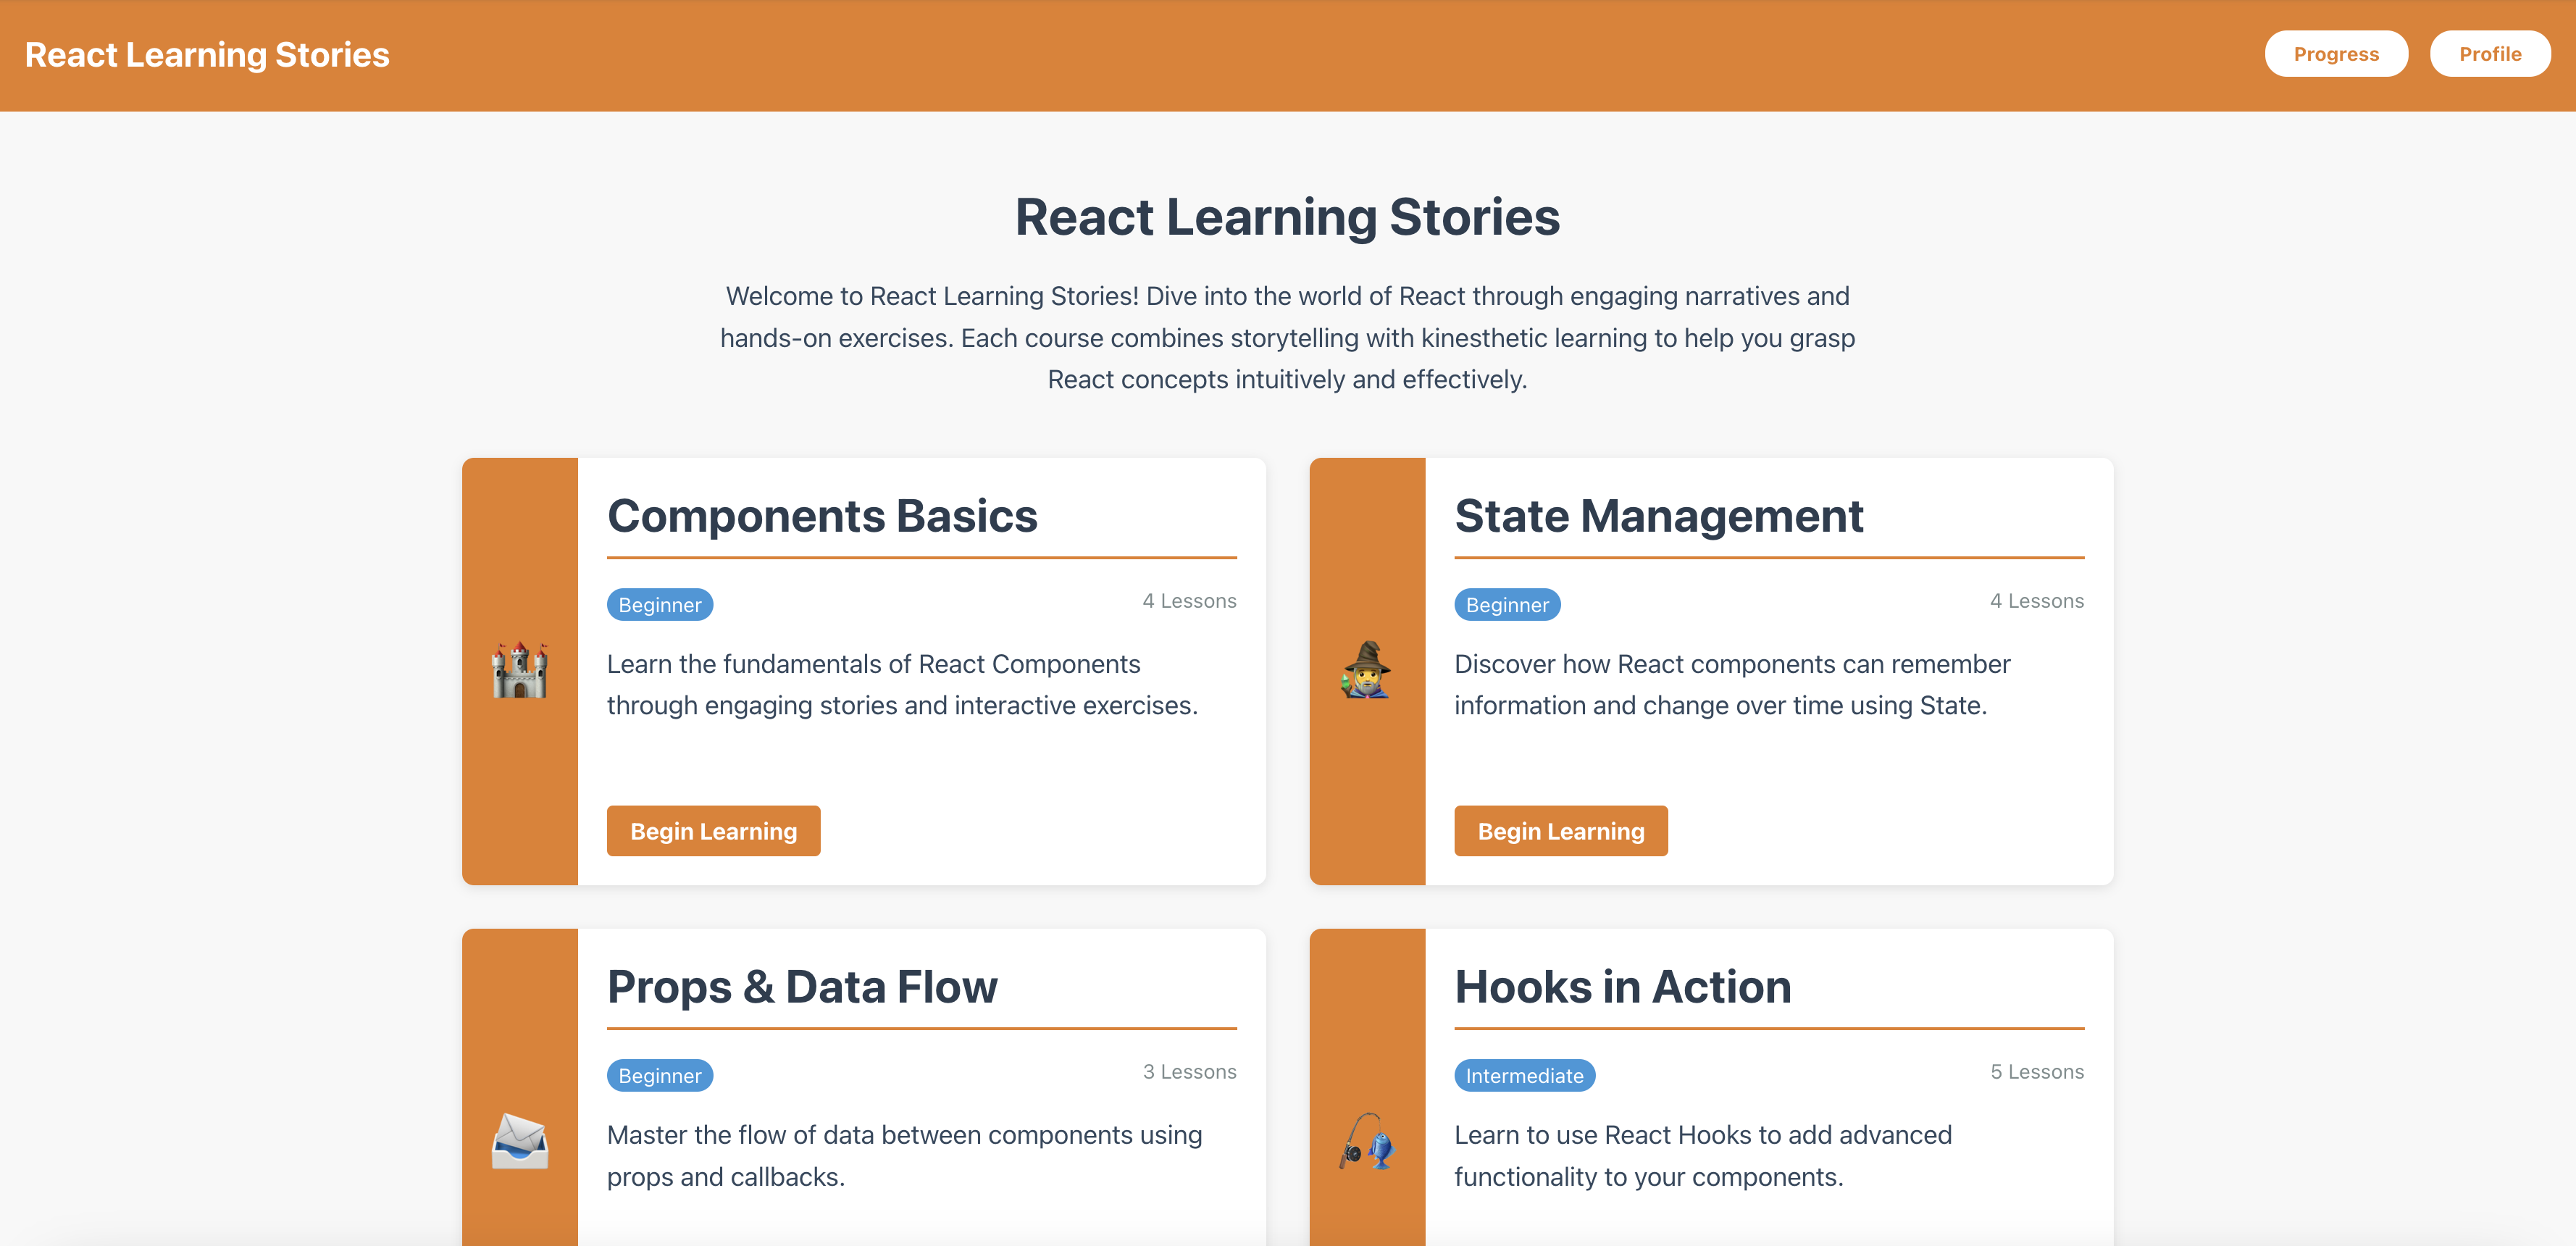 React Learning Stories
Progress
Profile
React Learning Stories
Welcome to React Learning Stories! Dive into the world of React through engaging narratives and
hands-on exercises. Each course combines storytelling with kinesthetic learning to help you grasp
React concepts intuitively and effectively.
Components Basics
Beginner
4 Lessons
Learn the fundamentals of React Components
through engaging stories and interactive exercises.
Begin Learning
State Management
Beginner
4 Lessons
Discover how React components can remember
information and change over time using State.
Begin Learning
Props & Data Flow
Beginner
3 Lessons
Master the flow of data between components using
props and callbacks.
Hooks in Action
Intermediate
5 Lessons
Learn to use React Hooks to add advanced
functionality to your components.